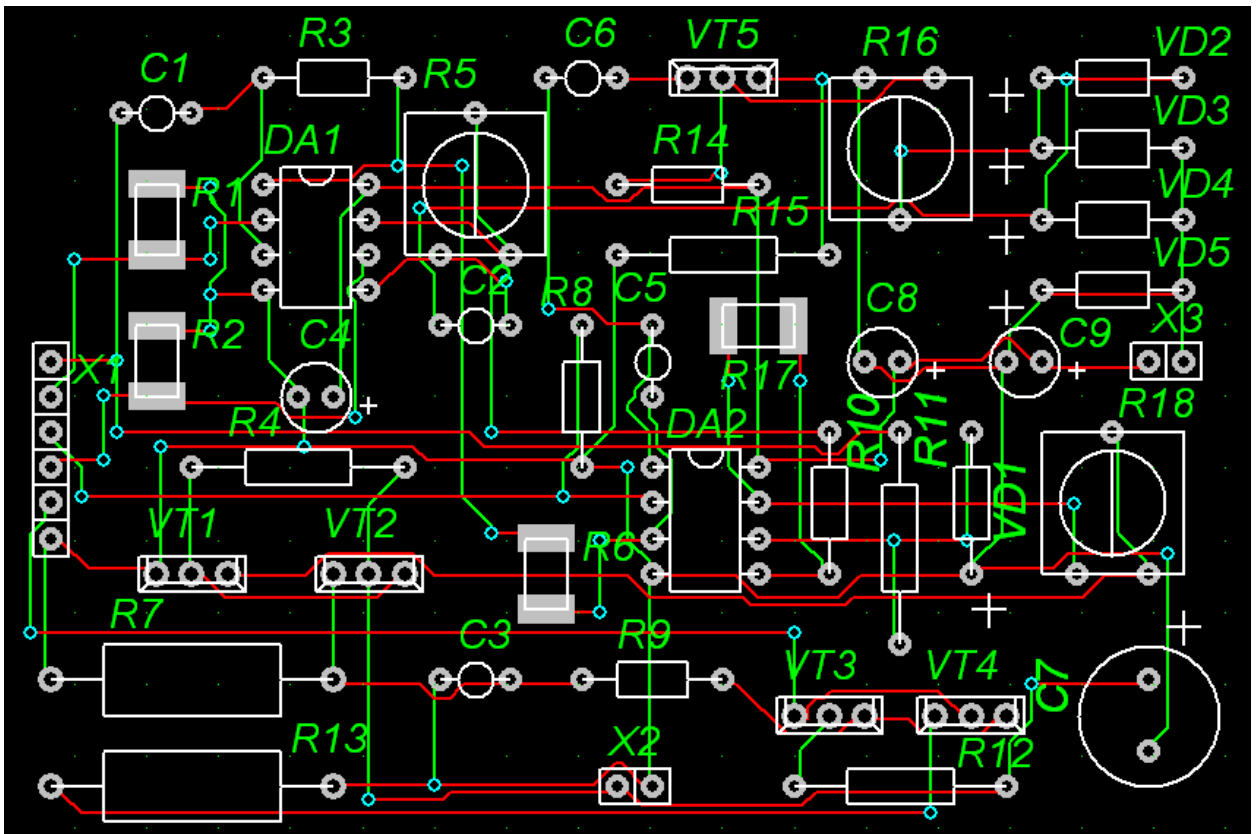 R3
C6
VT5
R16
VD2
C1
R5
VD3
DA1
R14
R1
VD4
R15
VD5
C2
R8
C5
C8
X3
R2
C4
C9
X1
R17
R18
R4
DA2
R10
R11
VD1
VT1
VT2
R6
R7
C3
R9
VT3
VT4
C7
R13
X2
R12